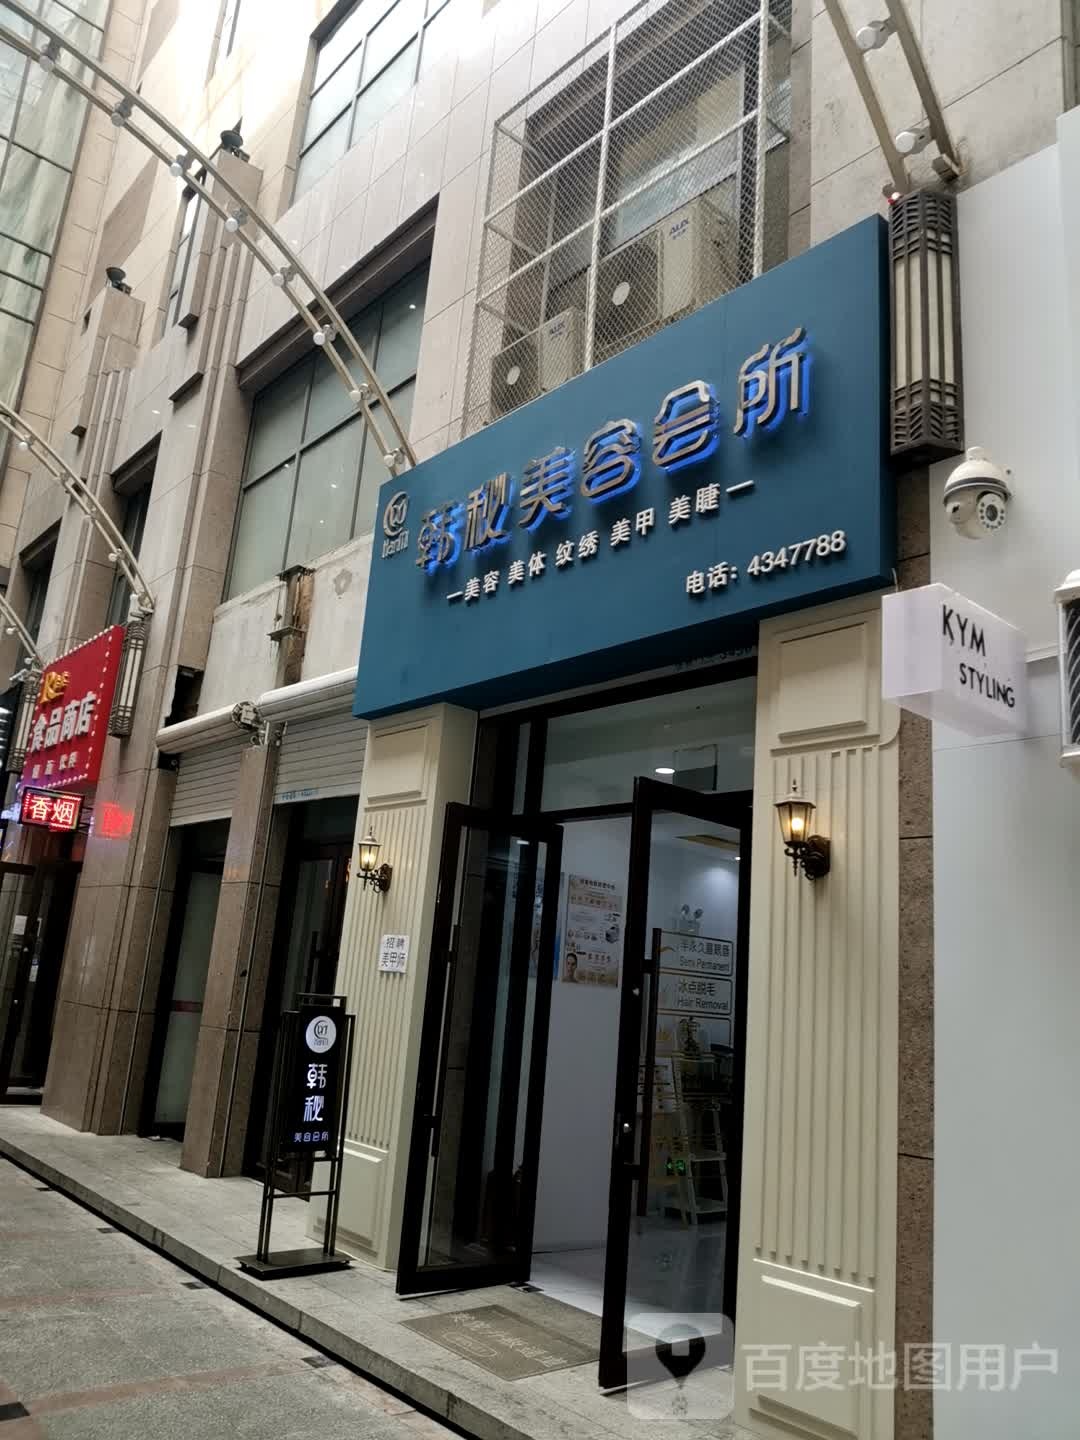 韩秘美容会所
一美容 美体 纹绣 美甲 美睫一
电话: 4347788
KYM
STYLING
食品商店
香烟
招聘
美甲师
韩
秘
美容会所
半永久眉眼唇
Semi Permanent
冰点脱毛
Hair Removal
百度地图用户